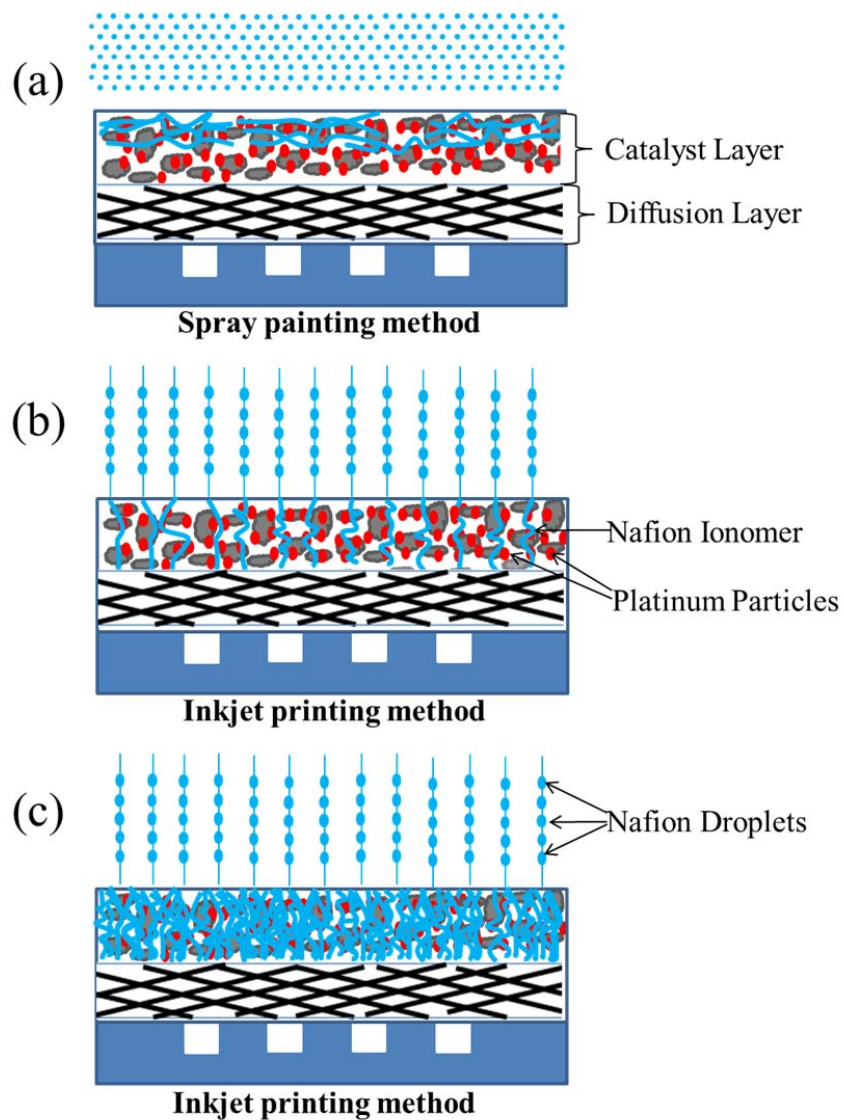 (a)
Catalyst Layer
Diffusion Layer
Spray painting method
(b)
Nafion Ionomer
Platinum Particles
Inkjet printing method
(c)
Nafion Droplets
Inkjet printing method